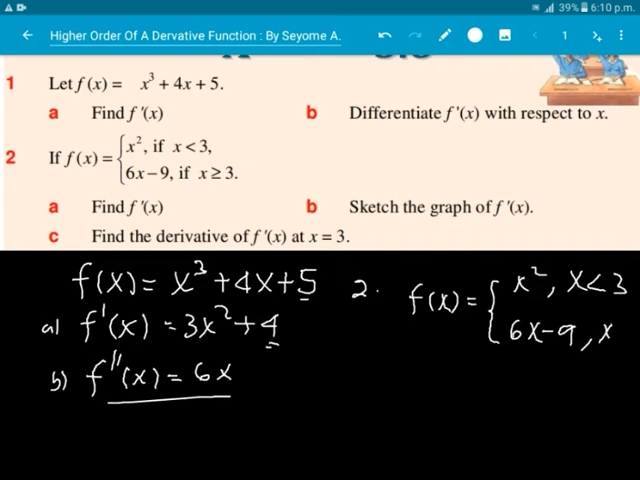 39% 6:10 p.m.
Higher Order Of A Dervative Function : By Seyome A.
1
1 Let f(x) = x³ + 4x + 5.
a Find f '(x) b Differentiate f '(x) with respect to x.
2 If f(x) = { x², if x < 3,
6x − 9, if x ≥ 3.
a Find f '(x) b Sketch the graph of f '(x).
c Find the derivative of f '(x) at x = 3.
f(x) = x³ + 4x + 5
a) f'(x) = 3x² + 4
b) f''(x) = 6x
2. f(x) = { x², x < 3
6x − 9, x